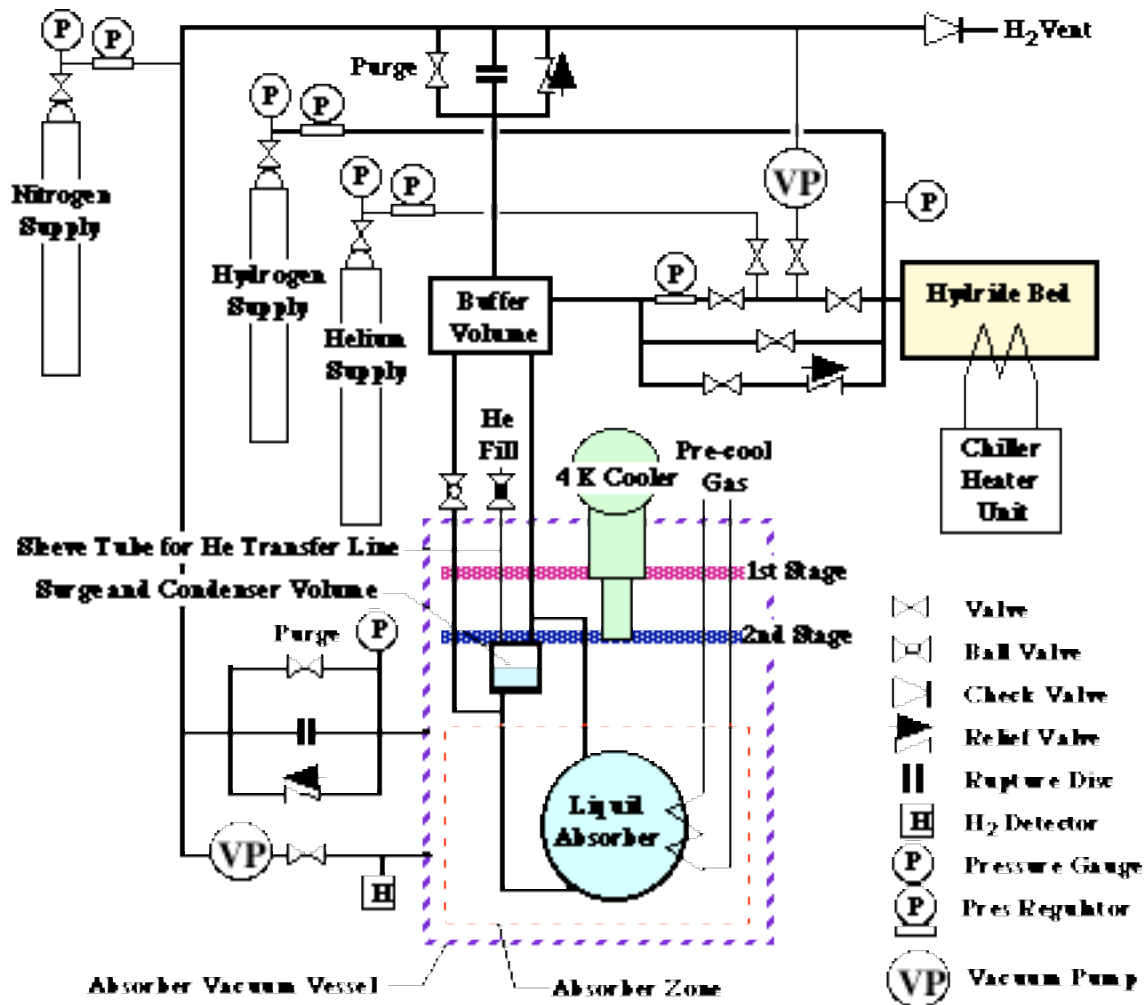 P
P
H2 Vent
Purge
P
P
Nitrogen
Supply
P
P
VP
P
Hydrogen
Supply
P
Buffer
Volume
Hydride Bed
Helium
Supply
He
Fill
4 K Cooler
Pre-cool
Gas
Chiller
Heater
Unit
Sleeve Tube for He Transfer Line
1st Stage
Surge and Condenser Volume
2nd Stage
Purge
P
Valve
Ball Valve
Check Valve
Relief Valve
Rupture Disc
H
H2 Detector
P
Pressure Gauge
P
Pres Regulator
VP
Vacuum Pump
Liquid
Absorber
VP
H
Absorber Vacuum Vessel
Absorber Zone